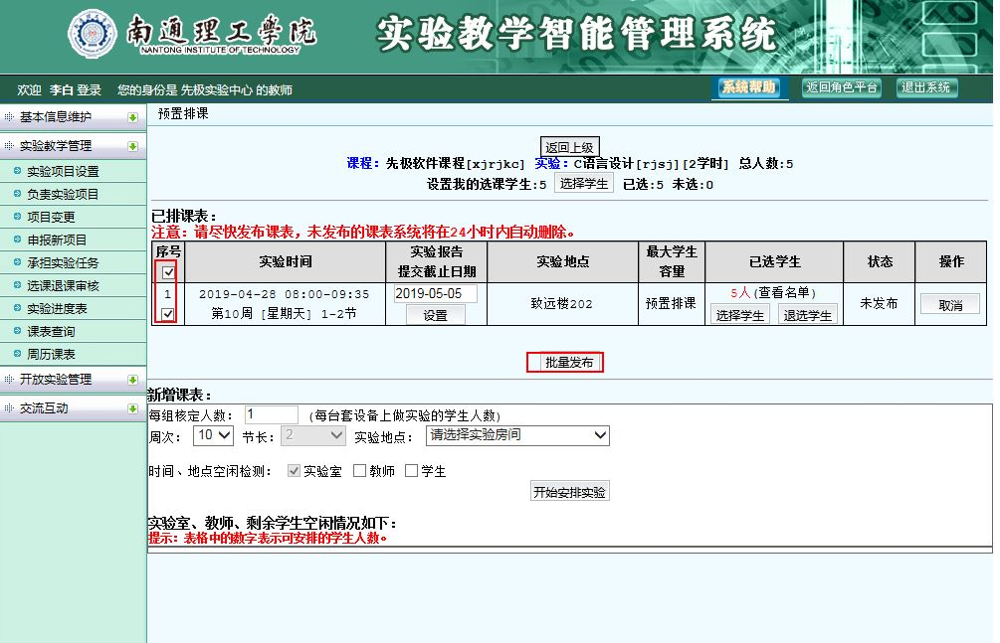 南通理工學院
NANTONG INSTITUTE OF TECHNOLOGY
实验教学智能管理系统
欢迎 李白 登录 您的身份是 先极实验中心 的教师
系统帮助 返回角色平台 退出系统
基本信息维护
实验教学管理
实验项目设置
负责实验项目
项目变更
申报新项目
承担实验任务
选课退课审核
实验进度表
课表查询
周历课表
开放实验管理
交流互动
预置排课
返回上级
课程：先极软件课程[xjrjkc] 实验：C语言设计[rjsj][2学时] 总人数:5
设置我的选课学生:5 选择学生 已选:5 未选:0
已排课表：
注意：请尽快发布课表，未发布的课表系统将在24小时内自动删除。
序号 实验时间 实验报告提交截止日期 实验地点 最大学生容量 已选学生 状态 操作
1 2019-04-28 08:00-09:35 第10周 [星期天] 1-2节 2019-05-05 设置 致远楼202 预置排课 5人(查看名单) 选择学生 退选学生 未发布 取消
批量发布
新增课表：
每组核定人数： 1 (每台套设备上做实验的学生人数)
周次： 10 节长： 2 实验地点： 请选择实验房间
时间、地点空闲检测： 实验室 教师 学生
开始安排实验
实验室、教师、剩余学生空闲情况如下：
提示：表格中的数字表示可安排的学生人数。